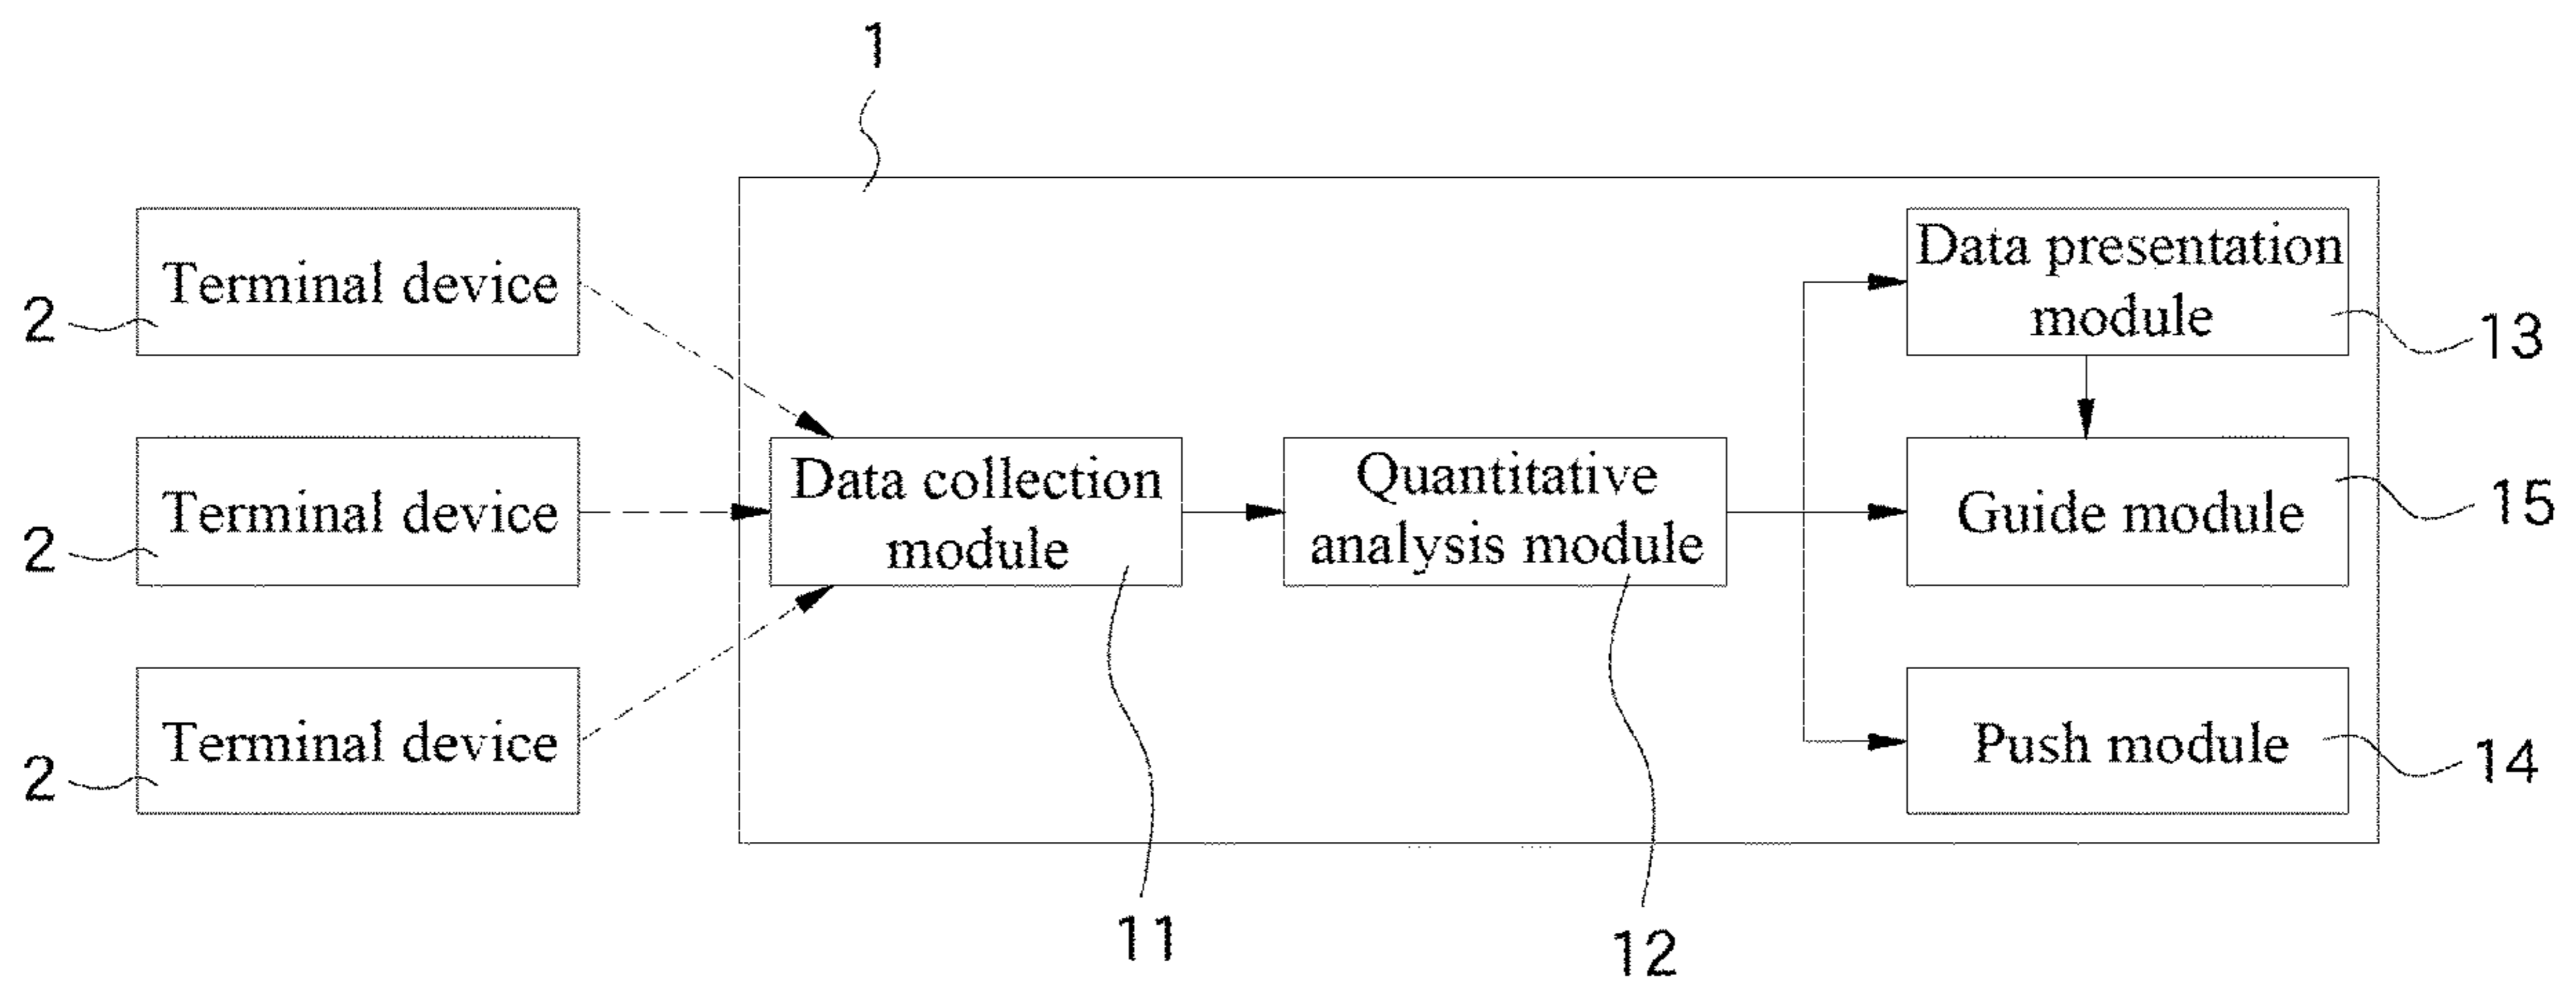 1
Terminal device
2
Terminal device
2
Terminal device
2
Data collection
module
11
Quantitative
analysis module
12
Data presentation
module
13
Guide module
15
Push module
14